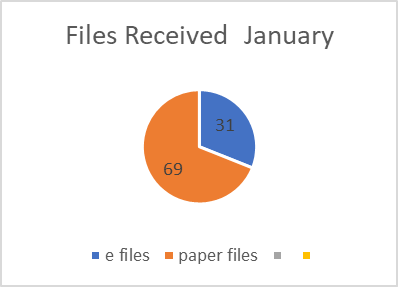 Files Received  January
31
69
e files
paper files